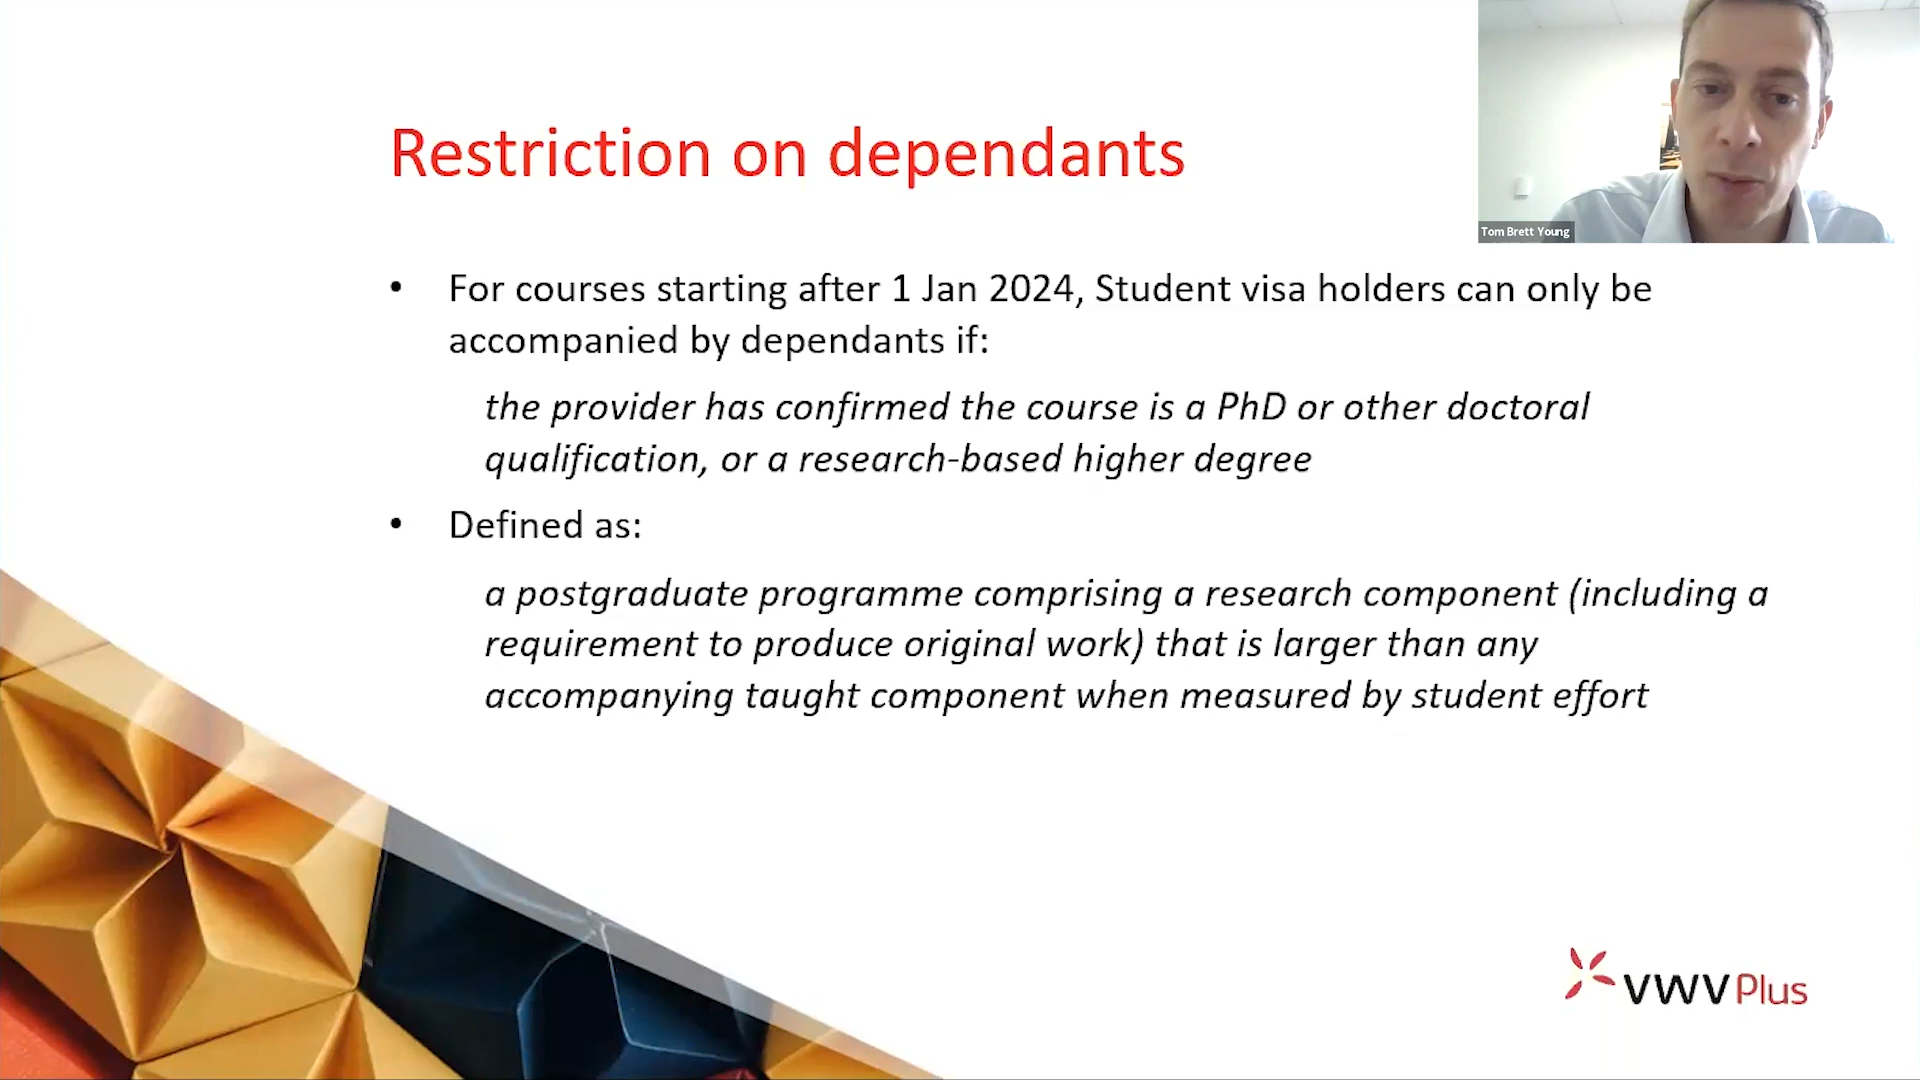 Restriction on dependants
Tom Brett Young
• For courses starting after 1 Jan 2024, Student visa holders can only be
accompanied by dependants if:
the provider has confirmed the course is a PhD or other doctoral
qualification, or a research-based higher degree
• Defined as:
a postgraduate programme comprising a research component (including a
requirement to produce original work) that is larger than any
accompanying taught component when measured by student effort
VWV Plus